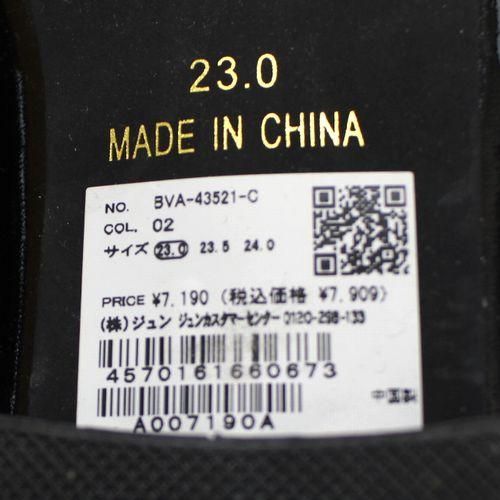 23.0
MADE IN CHINA
NO. BVA-43521-C
COL. 02
サイズ 23.0 23.5 24.0
PRICE ¥7,190 (税込価格 ¥7,909)
(株)ジュン ジュンカスタマーセンター 0120-298-133
4570161660673
A007190A
中国製